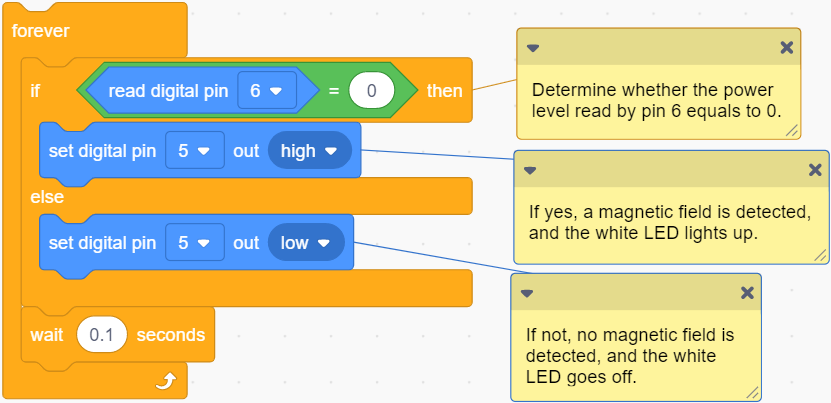 forever
if read digital pin 6 = 0 then
Determine whether the power
level read by pin 6 equals to 0.
set digital pin 5 out high
If yes, a magnetic field is detected,
and the white LED lights up.
else
set digital pin 5 out low
If not, no magnetic field is
detected, and the white
LED goes off.
wait 0.1 seconds